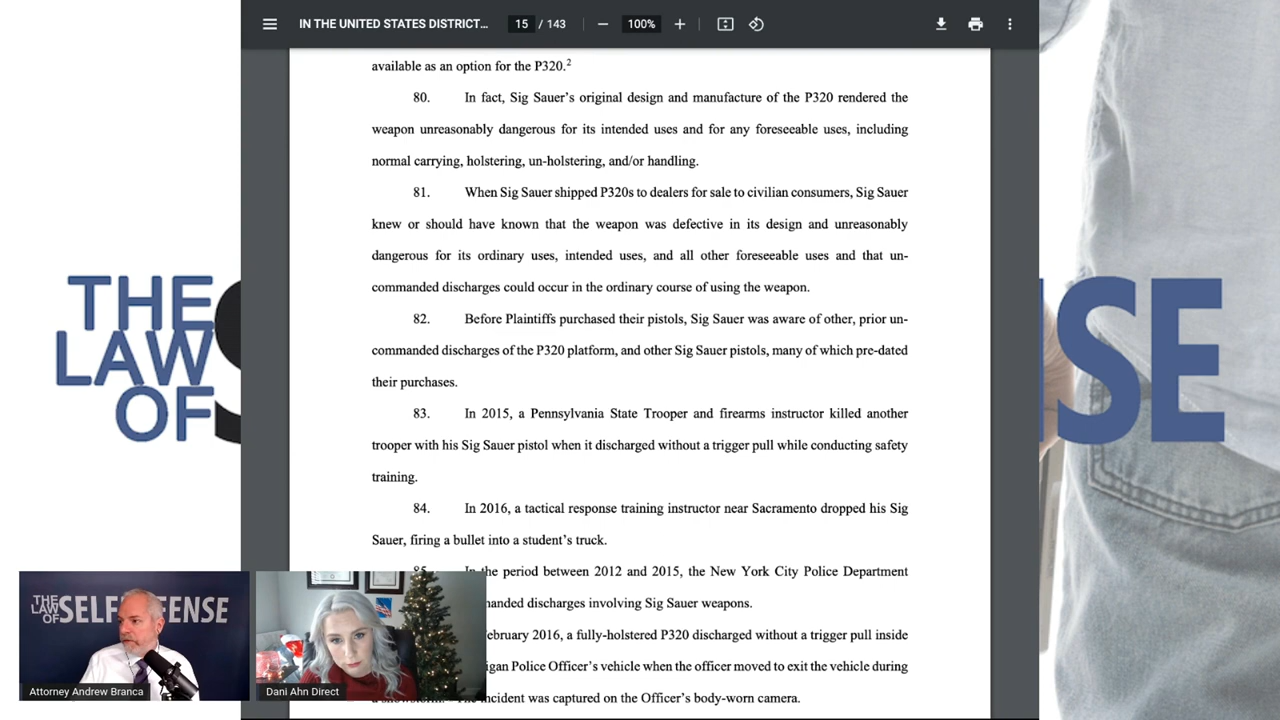 IN THE UNITED STATES DISTRICT...
15 / 143
100%
available as an option for the P320.2
80. In fact, Sig Sauer's original design and manufacture of the P320 rendered the
weapon unreasonably dangerous for its intended uses and for any foreseeable uses, including
normal carrying, holstering, un-holstering, and/or handling.
81. When Sig Sauer shipped P320s to dealers for sale to civilian consumers, Sig Sauer
knew or should have known that the weapon was defective in its design and unreasonably
dangerous for its ordinary uses, intended uses, and all other foreseeable uses and that un-
commanded discharges could occur in the ordinary course of using the weapon.
82. Before Plaintiffs purchased their pistols, Sig Sauer was aware of other, prior un-
commanded discharges of the P320 platform, and other Sig Sauer pistols, many of which pre-dated
their purchases.
83. In 2015, a Pennsylvania State Trooper and firearms instructor killed another
trooper with his Sig Sauer pistol when it discharged without a trigger pull while conducting safety
training.
84. In 2016, a tactical response training instructor near Sacramento dropped his Sig
Sauer, firing a bullet into a student's truck.
the period between 2012 and 2015, the New York City Police Department
discharges involving Sig Sauer weapons.
2016, a fully-holstered P320 discharged without a trigger pull inside
Police Officer's vehicle when the officer moved to exit the vehicle during
incident was captured on the Officer's body-worn camera.
THE
LAW
OF
THE
LAW
OF SELF
FENSE
Attorney Andrew Branca
Dani Ahn Direct
SE